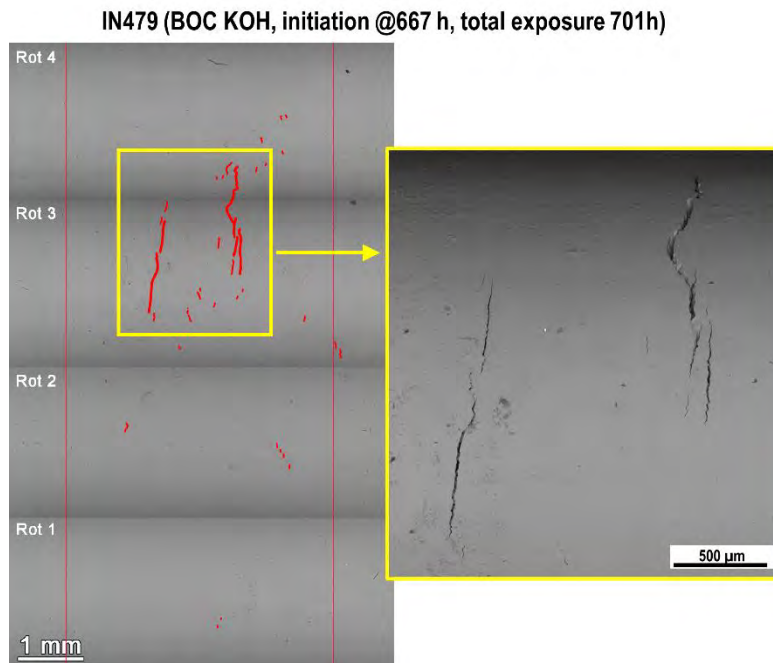 IN479 (BOC KOH, initiation @667 h, total exposure 701h)
Rot 4
Rot 3
Rot 2
Rot 1
1 mm
500 µm